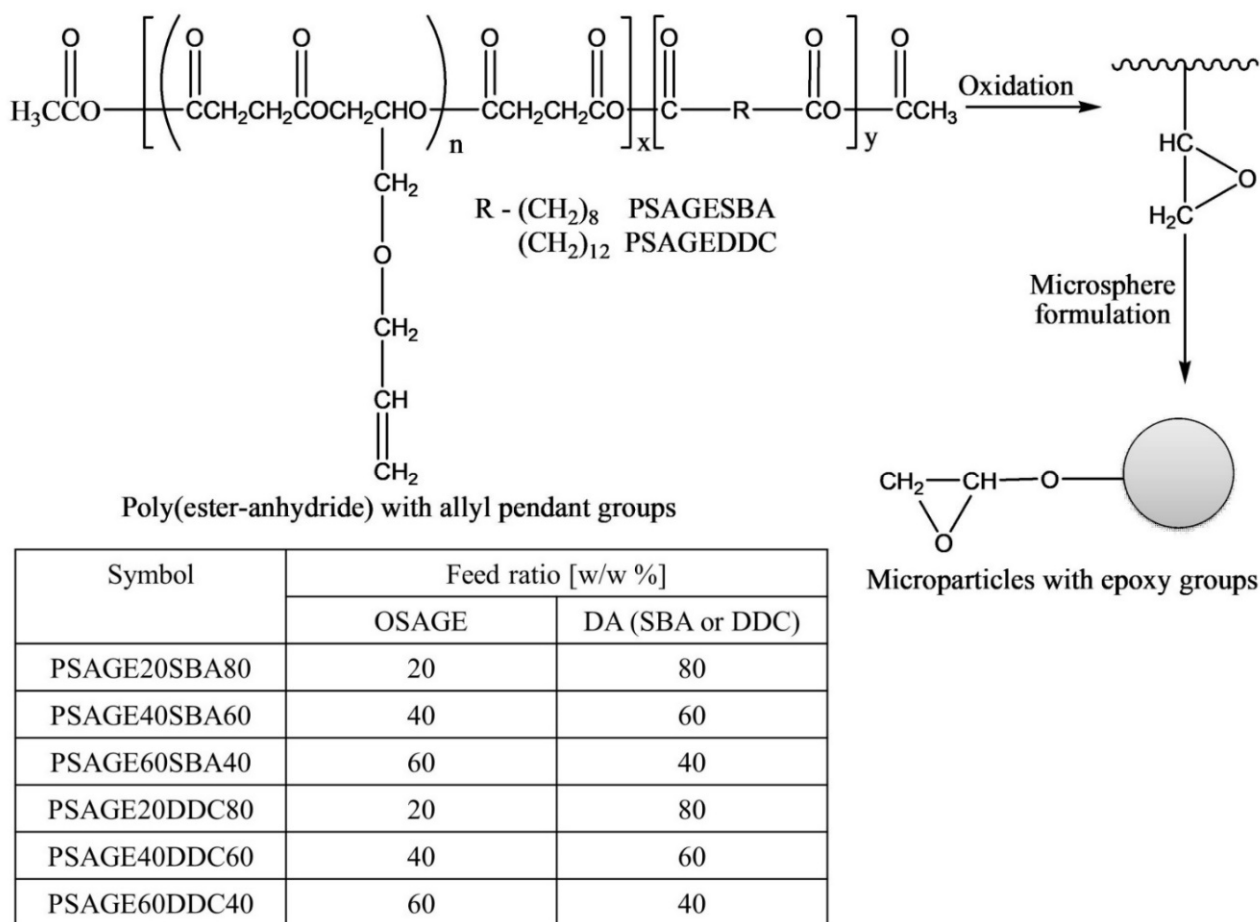 O O O O O O O O
H₃CCO [ ( CCH₂CH₂COCH₂CHO )n CCH₂CH₂CO ]x [ C R CO ]y CCH₃
Oxidation
CH₂
O
CH₂
CH
CH₂
R - (CH₂)₈ PSAGESBA
(CH₂)₁₂ PSAGEDDC
Poly(ester-anhydride) with allyl pendant groups
HC
O
H₂C
Microsphere
formulation
CH₂ CH O
O
Microparticles with epoxy groups
Symbol Feed ratio [w/w %]
OSAGE DA (SBA or DDC)
PSAGE20SBA80 20 80
PSAGE40SBA60 40 60
PSAGE60SBA40 60 40
PSAGE20DDC80 20 80
PSAGE40DDC60 40 60
PSAGE60DDC40 60 40